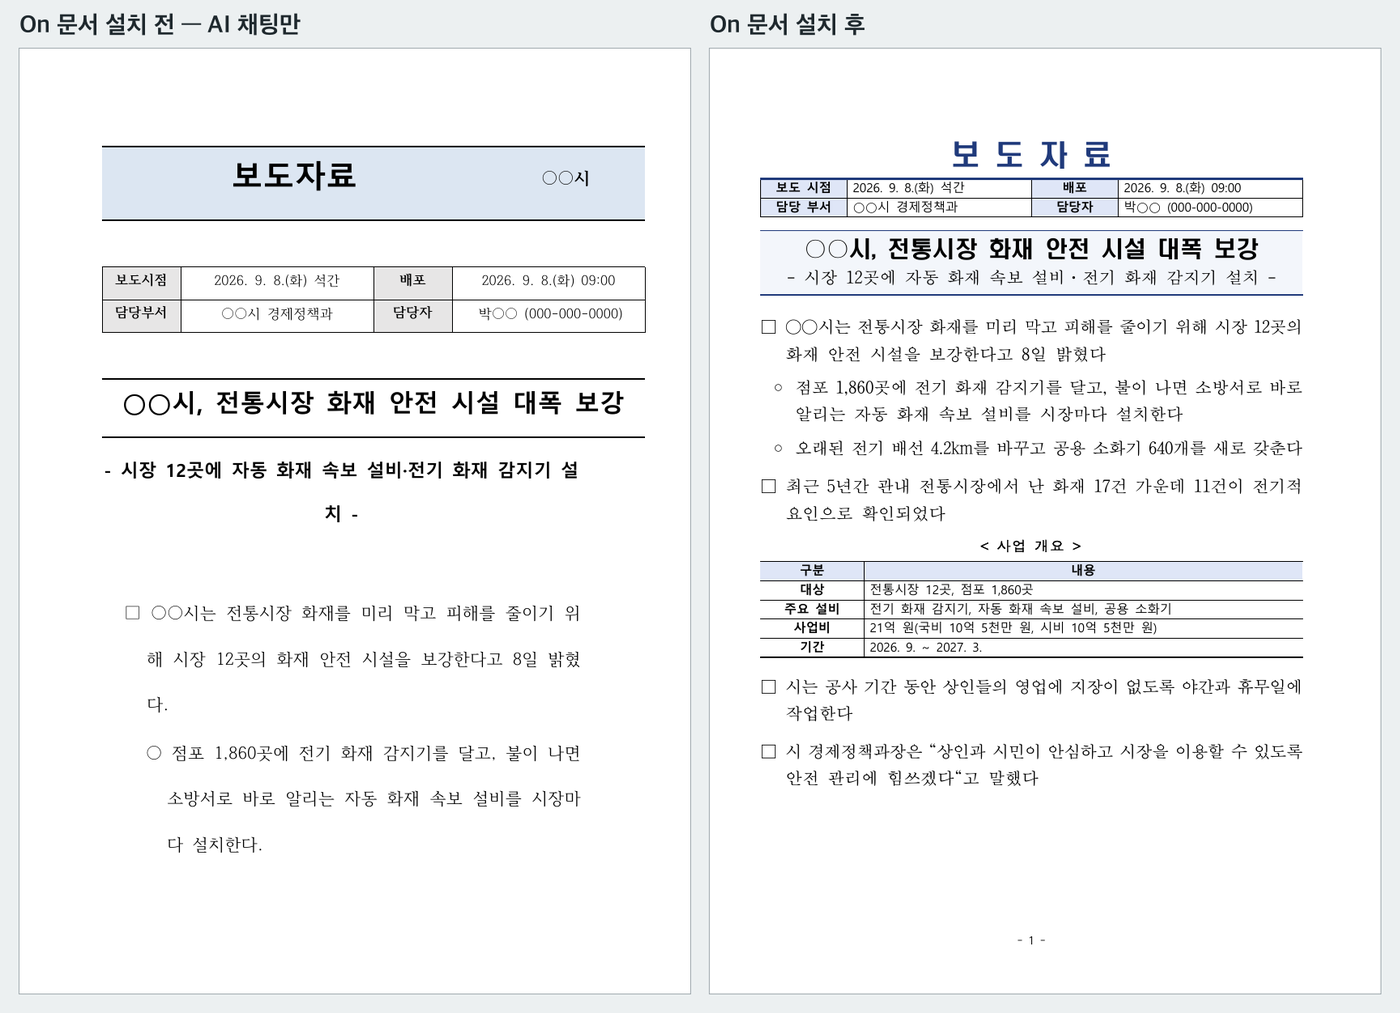 On 문서 설치 전 — AI 채팅만
보도자료 ○○시
보도시점 2026. 9. 8.(화) 석간 배포 2026. 9. 8.(화) 09:00
담당부서 ○○시 경제정책과 담당자 박○○ (000-000-0000)
○○시, 전통시장 화재 안전 시설 대폭 보강
- 시장 12곳에 자동 화재 속보 설비·전기 화재 감지기 설
치 -
□ ○○시는 전통시장 화재를 미리 막고 피해를 줄이기 위
해 시장 12곳의 화재 안전 시설을 보강한다고 8일 밝혔
다.
○ 점포 1,860곳에 전기 화재 감지기를 달고, 불이 나면
소방서로 바로 알리는 자동 화재 속보 설비를 시장마
다 설치한다.
On 문서 설치 후
보 도 자 료
보도 시점 2026. 9. 8.(화) 석간 배포 2026. 9. 8.(화) 09:00
담당 부서 ○○시 경제정책과 담당자 박○○ (000-000-0000)
○○시, 전통시장 화재 안전 시설 대폭 보강
- 시장 12곳에 자동 화재 속보 설비·전기 화재 감지기 설치 -
□ ○○시는 전통시장 화재를 미리 막고 피해를 줄이기 위해 시장 12곳의
화재 안전 시설을 보강한다고 8일 밝혔다
○ 점포 1,860곳에 전기 화재 감지기를 달고, 불이 나면 소방서로 바로
알리는 자동 화재 속보 설비를 시장마다 설치한다
○ 오래된 전기 배선 4.2km를 바꾸고 공용 소화기 640개를 새로 갖춘다
□ 최근 5년간 관내 전통시장에서 난 화재 17건 가운데 11건이 전기적
요인으로 확인되었다
< 사업 개요 >
구분 내용
대상 전통시장 12곳, 점포 1,860곳
주요 설비 전기 화재 감지기, 자동 화재 속보 설비, 공용 소화기
사업비 21억 원(국비 10억 5천만 원, 시비 10억 5천만 원)
기간 2026. 9. ~ 2027. 3.
□ 시는 공사 기간 동안 상인들의 영업에 지장이 없도록 야간과 휴무일에
작업한다
□ 시 경제정책과장은 “상인과 시민이 안심하고 시장을 이용할 수 있도록
안전 관리에 힘쓰겠다“고 말했다
- 1 -